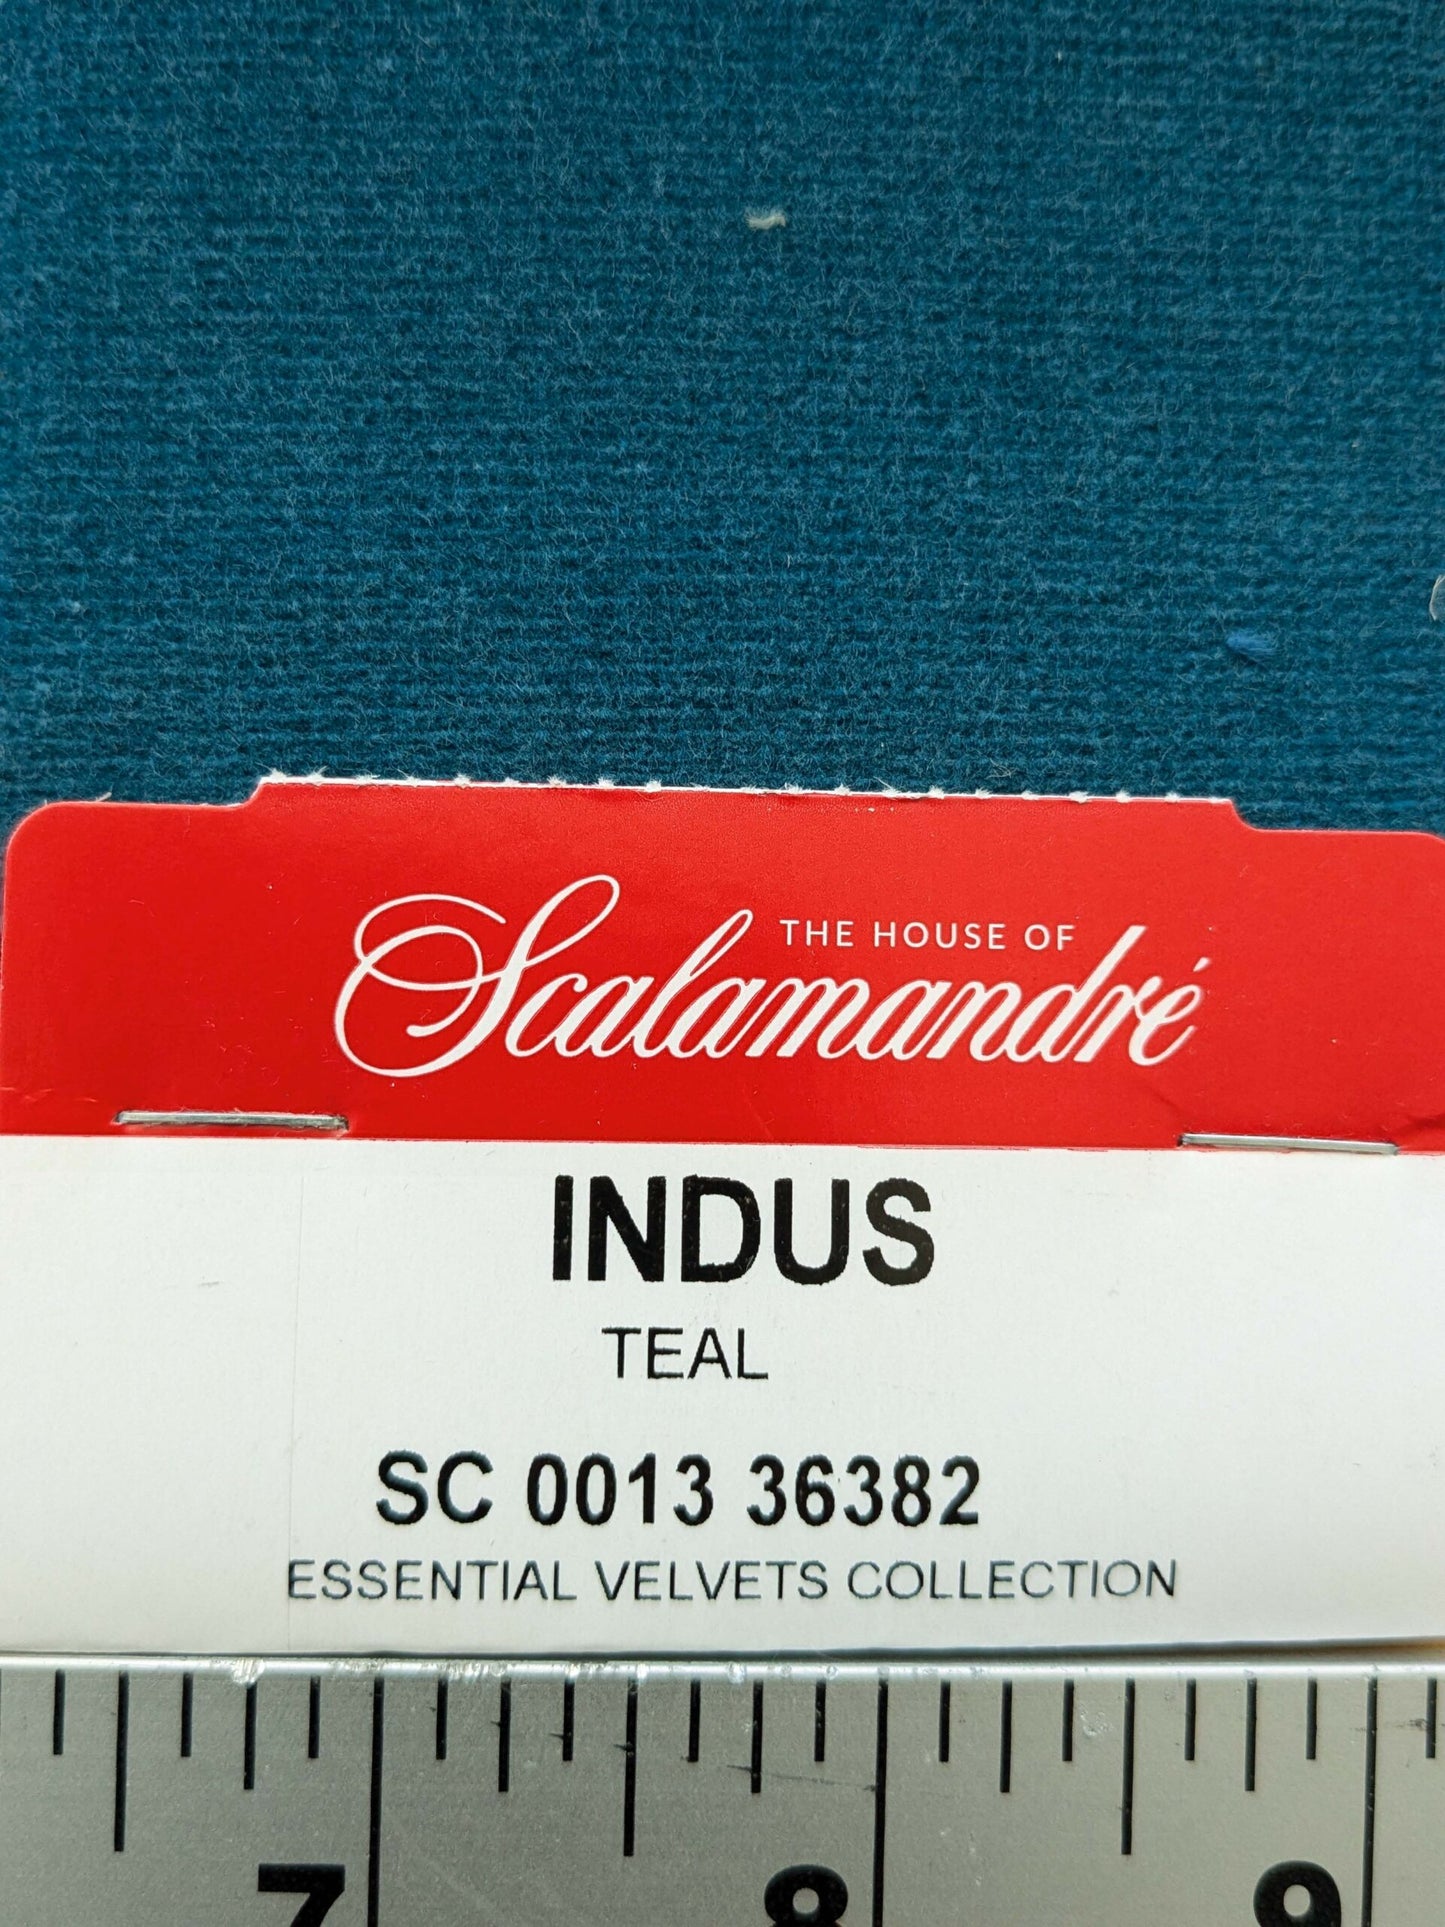 THE HOUSE OF
Scalamandré
INDUS
TEAL
SC 0013 36382
ESSENTIAL VELVETS COLLECTION
7 8 9